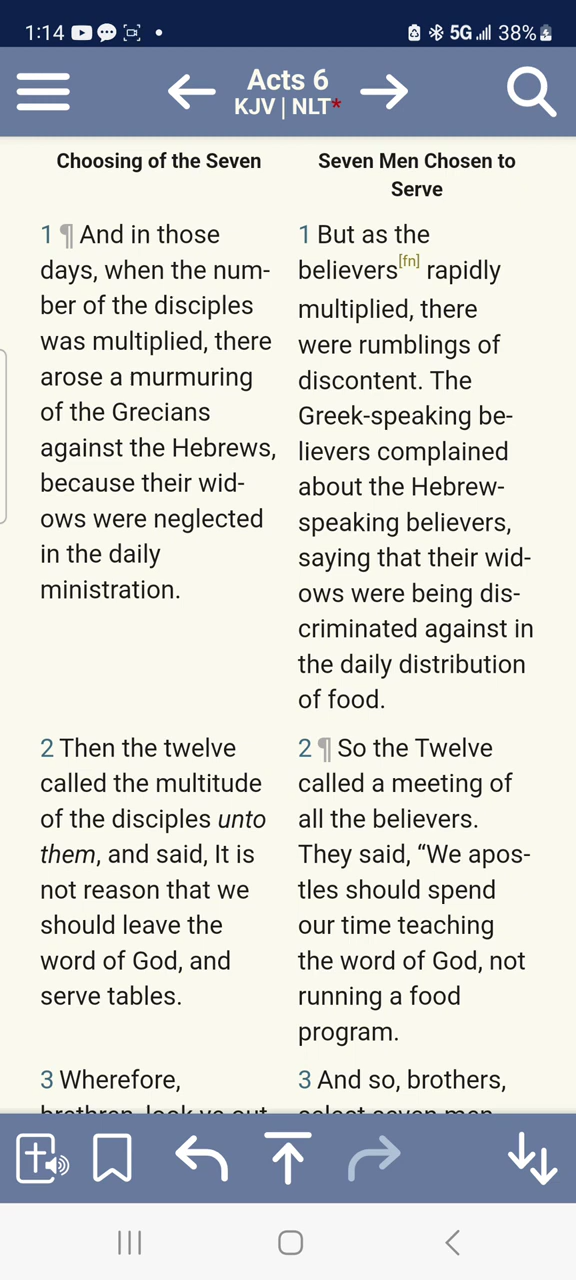 1:14
5G 38%
Acts 6
KJV | NLT*
Choosing of the Seven
1 ¶ And in those
days, when the num-
ber of the disciples
was multiplied, there
arose a murmuring
of the Grecians
against the Hebrews,
because their wid-
ows were neglected
in the daily
ministration.
2 Then the twelve
called the multitude
of the disciples unto
them, and said, It is
not reason that we
should leave the
word of God, and
serve tables.
3 Wherefore,
brethren, look ye out
Seven Men Chosen to
Serve
1 But as the
believers[fn] rapidly
multiplied, there
were rumblings of
discontent. The
Greek-speaking be-
lievers complained
about the Hebrew-
speaking believers,
saying that their wid-
ows were being dis-
criminated against in
the daily distribution
of food.
2 ¶ So the Twelve
called a meeting of
all the believers.
They said, “We apos-
tles should spend
our time teaching
the word of God, not
running a food
program.
3 And so, brothers,
select seven men